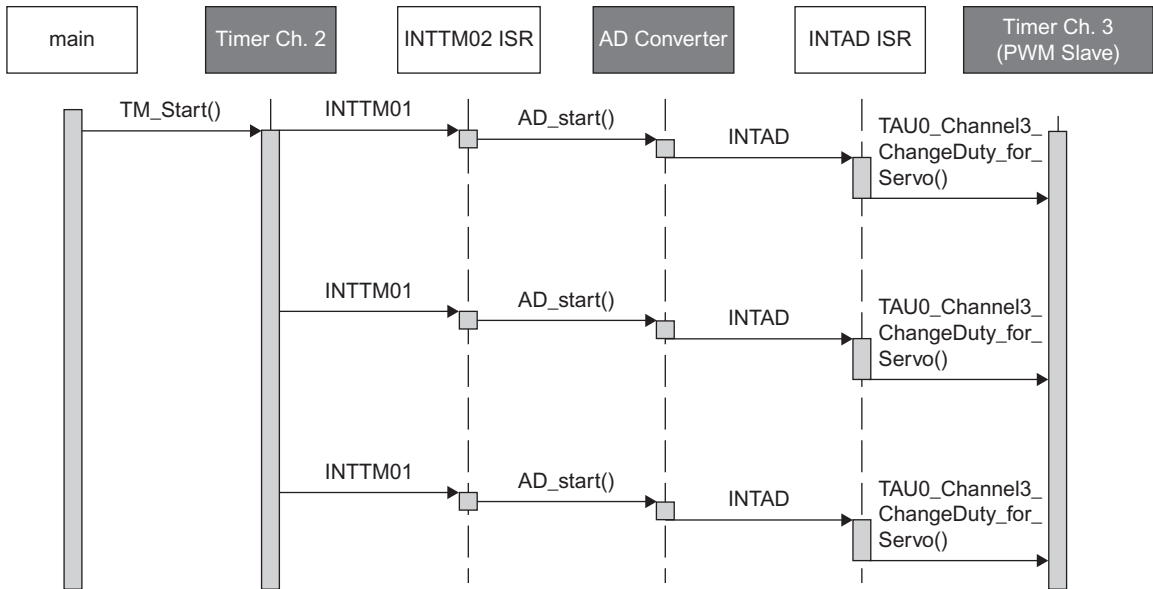 main
Timer Ch. 2
INTTM02 ISR
AD Converter
INTAD ISR
Timer Ch. 3
(PWM Slave)
TM_Start()
INTTM01
AD_start()
INTAD
TAU0_Channel3_
ChangeDuty_for_
Servo()
INTTM01
AD_start()
INTAD
TAU0_Channel3_
ChangeDuty_for_
Servo()
INTTM01
AD_start()
INTAD
TAU0_Channel3_
ChangeDuty_for_
Servo()